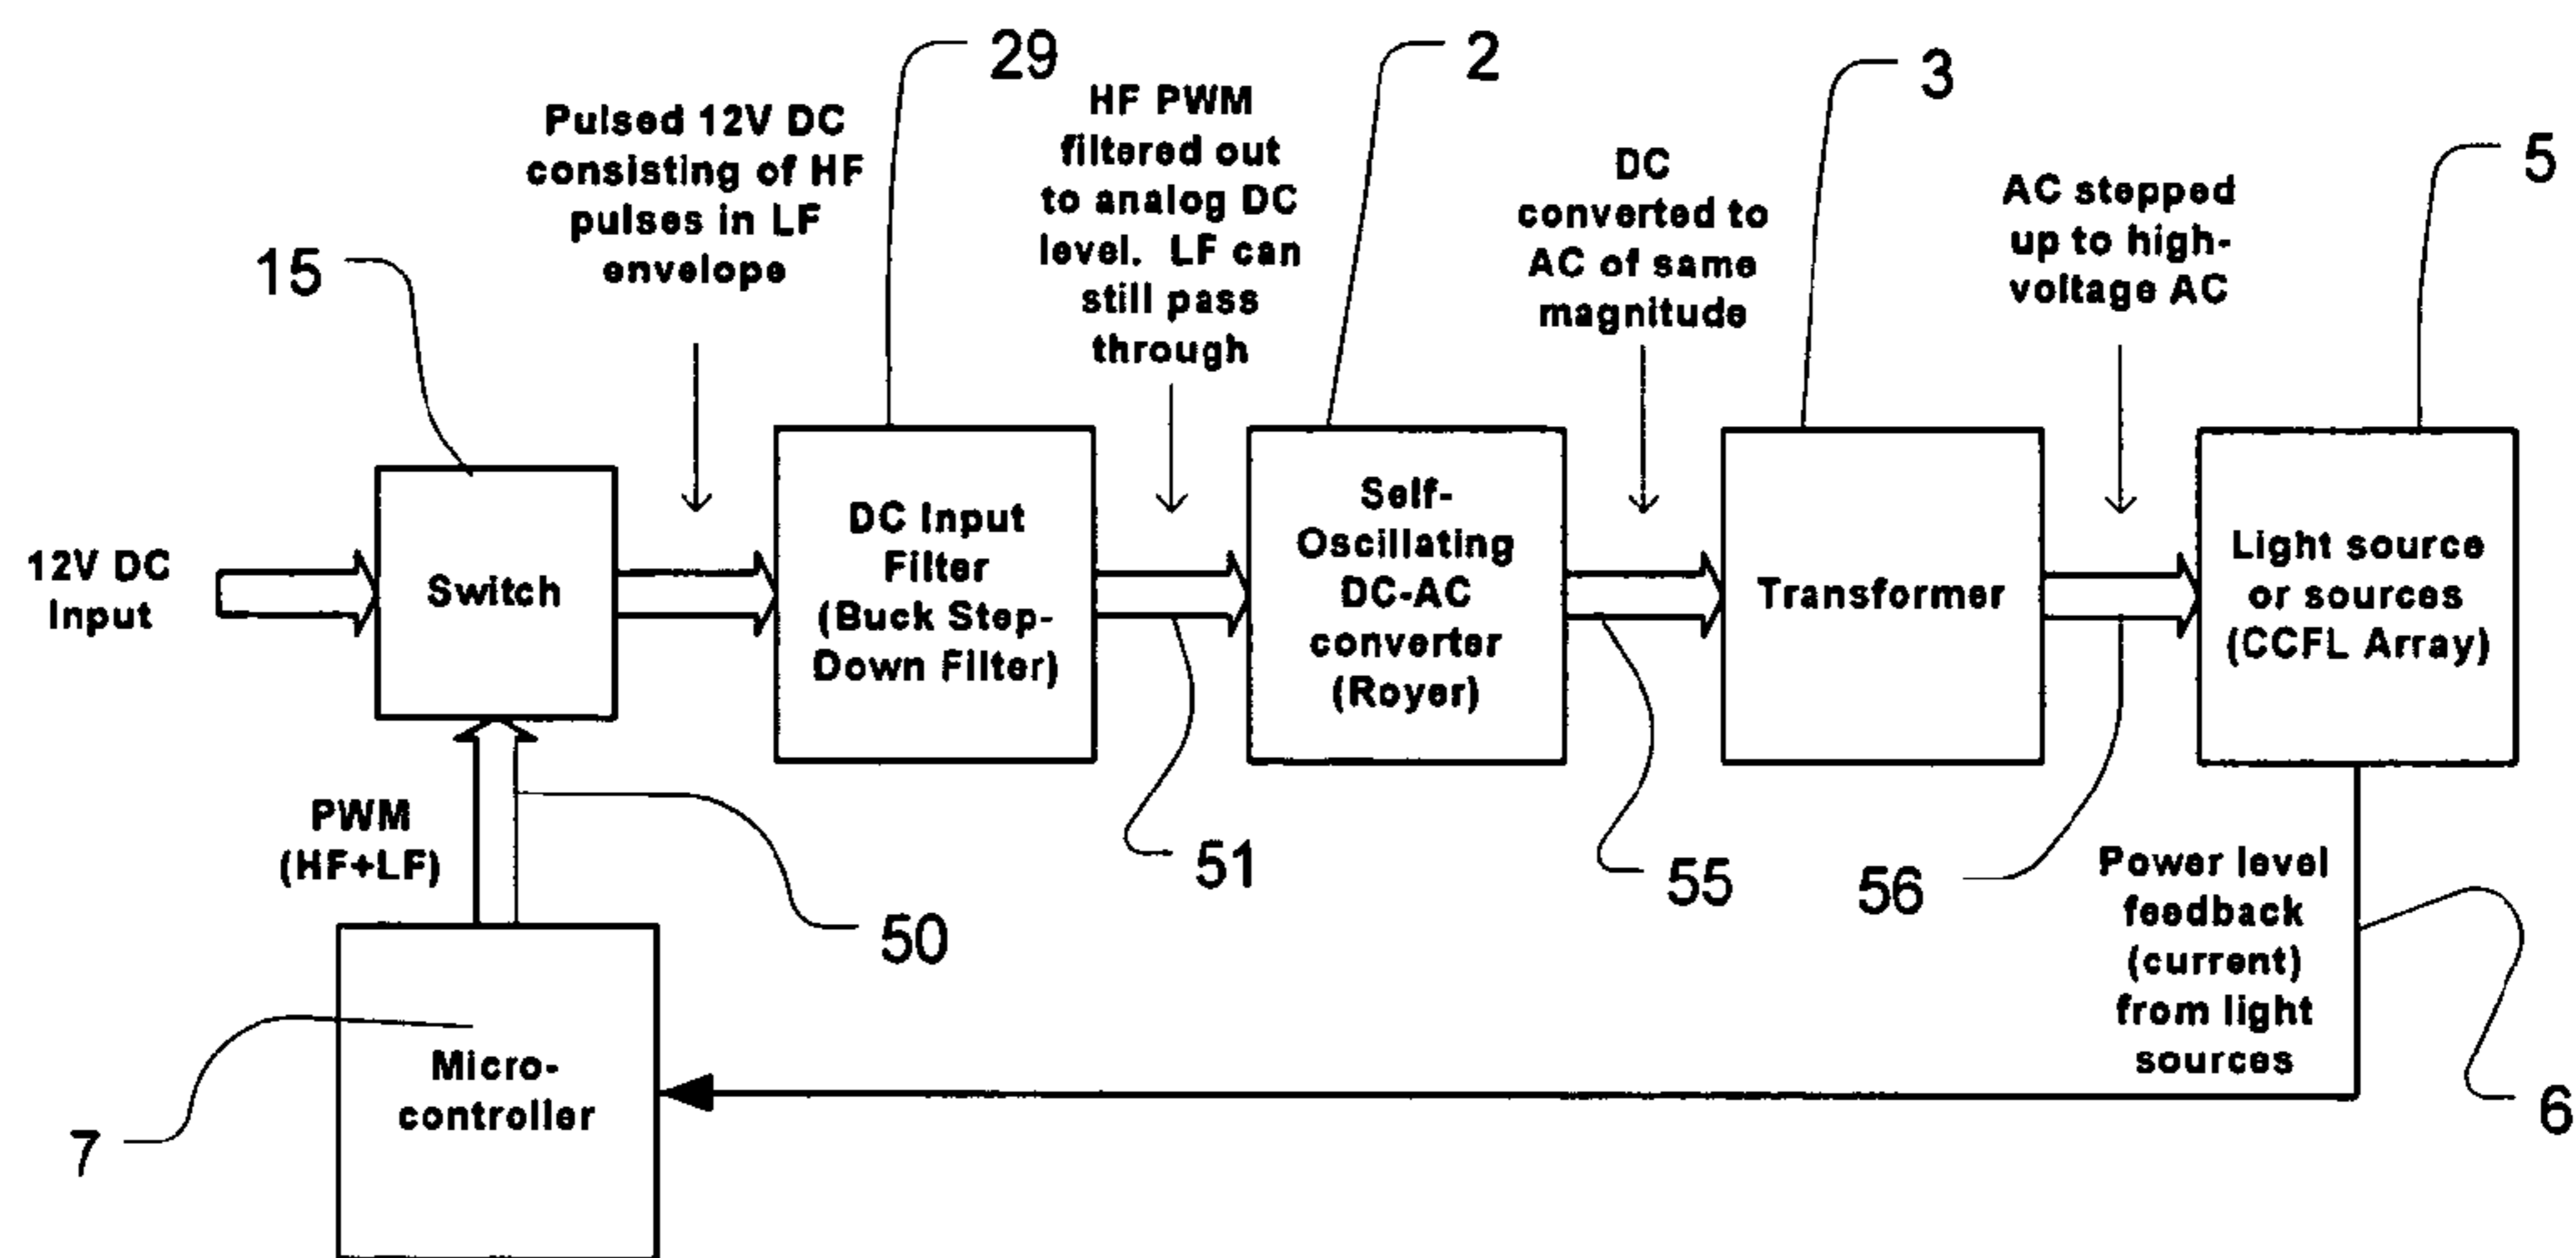 29
2
3
5
15
Pulsed 12V DC
consisting of HF
pulses in LF
envelope
HF PWM
filtered out
to analog DC
level. LF can
still pass
through
DC
converted to
AC of same
magnitude
AC stepped
up to high-
voltage AC
12V DC
Input
Switch
DC Input
Filter
(Buck Step-
Down Filter)
Self-
Oscillating
DC-AC
converter
(Royer)
Transformer
Light source
or sources
(CCFL Array)
PWM
(HF+LF)
50
51
55
56
Power level
feedback
(current)
from light
sources
6
Micro-
controller
7